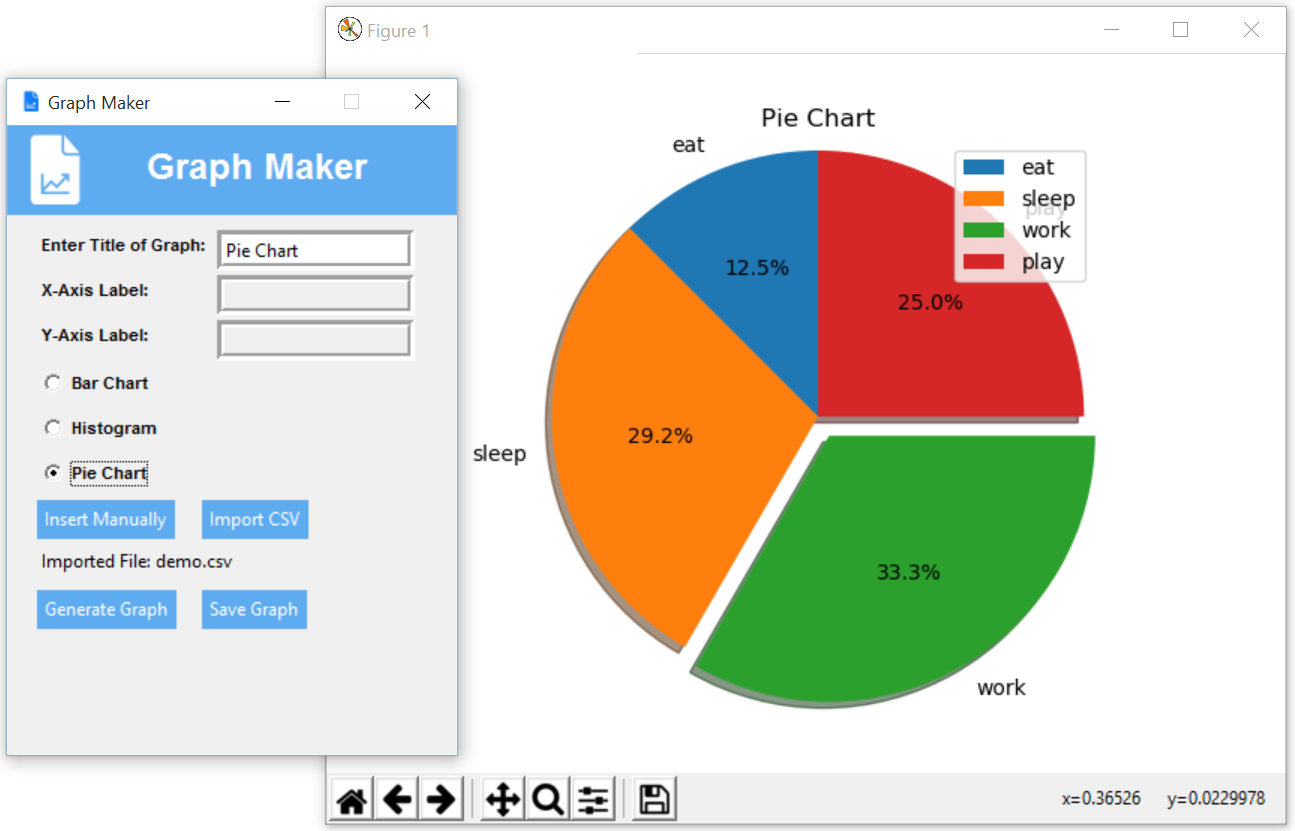 Figure 1
Graph Maker
Graph Maker
Enter Title of Graph: Pie Chart
X-Axis Label:
Y-Axis Label:
Bar Chart
Histogram
Pie Chart
Insert Manually Import CSV
Imported File: demo.csv
Generate Graph Save Graph
Pie Chart
eat
12.5%
sleep
29.2%
work
33.3%
play
25.0%
eat
sleep
work
play
x=0.36526 y=0.0229978